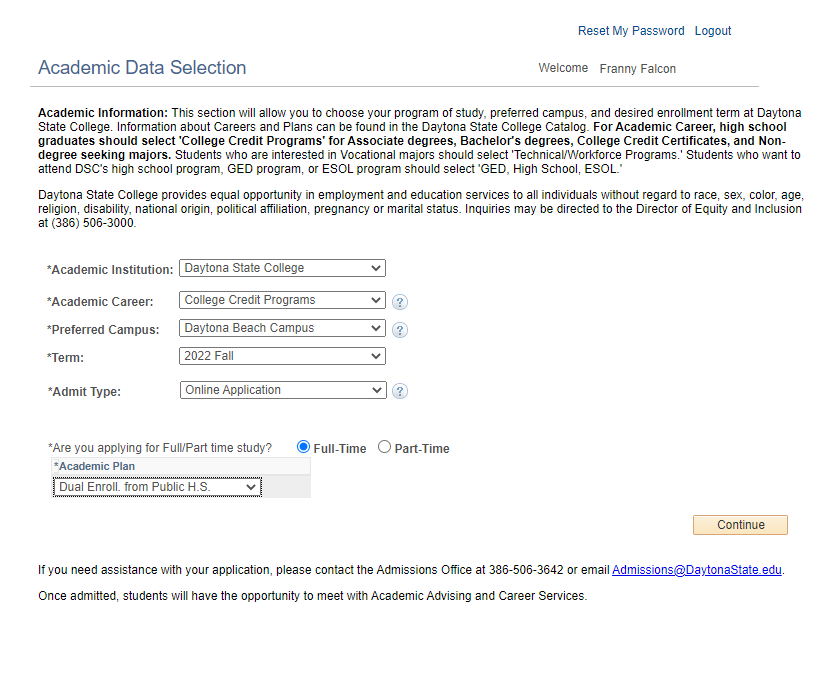 Reset My Password Logout
Academic Data Selection
Welcome Franny Falcon
Academic Information: This section will allow you to choose your program of study, preferred campus, and desired enrollment term at Daytona
State College. Information about Careers and Plans can be found in the Daytona State College Catalog. For Academic Career, high school
graduates should select 'College Credit Programs' for Associate degrees, Bachelor's degrees, College Credit Certificates, and Non-
degree seeking majors. Students who are interested in Vocational majors should select 'Technical/Workforce Programs.' Students who want to
attend DSC's high school program, GED program, or ESOL program should select 'GED, High School, ESOL.'
Daytona State College provides equal opportunity in employment and education services to all individuals without regard to race, sex, color, age,
religion, disability, national origin, political affiliation, pregnancy or marital status. Inquiries may be directed to the Director of Equity and Inclusion
at (386) 506-3000.
*Academic Institution: Daytona State College
*Academic Career: College Credit Programs ?
*Preferred Campus: Daytona Beach Campus ?
*Term: 2022 Fall
*Admit Type: Online Application ?
*Are you applying for Full/Part time study? Full-Time Part-Time
*Academic Plan
Dual Enroll. from Public H.S.
Continue
If you need assistance with your application, please contact the Admissions Office at 386-506-3642 or email Admissions@DaytonaState.edu.
Once admitted, students will have the opportunity to meet with Academic Advising and Career Services.